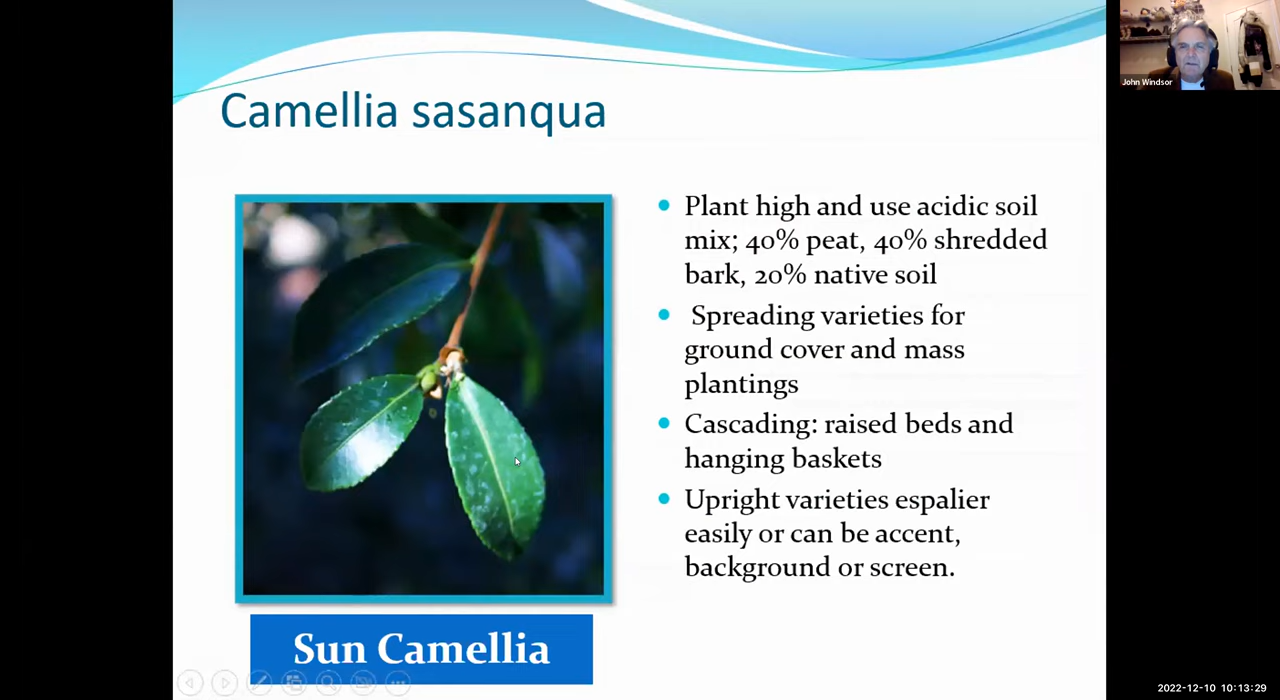 John Windsor
Camellia sasanqua
Plant high and use acidic soil
mix; 40% peat, 40% shredded
bark, 20% native soil
Spreading varieties for
ground cover and mass
plantings
Cascading: raised beds and
hanging baskets
Upright varieties espalier
easily or can be accent,
background or screen.
Sun Camellia
2022-12-10 10:13:29